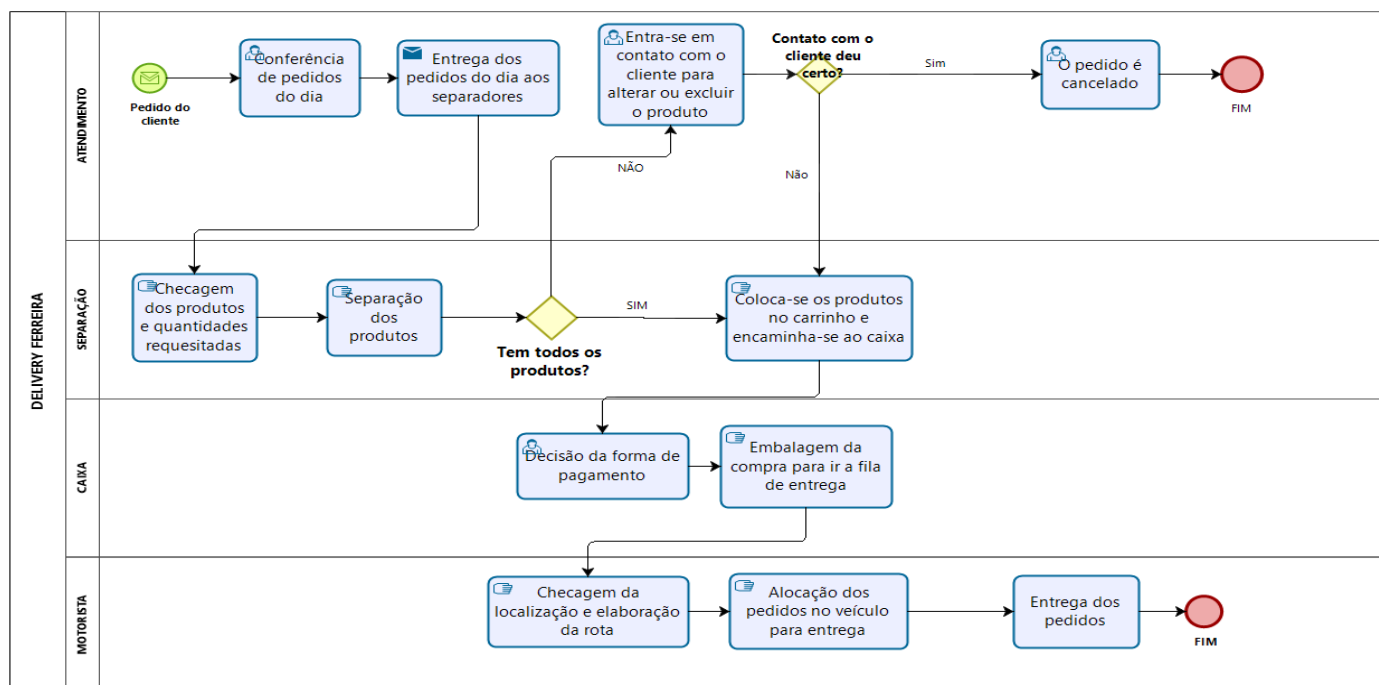 DELIVERY FERREIRA
ATENDIMENTO
Pedido do
cliente
Conferência
de pedidos
do dia
Entrega dos
pedidos do dia aos
separadores
Entra-se em
contato com o
cliente para
alterar ou excluir
o produto
Contato com o
cliente deu
certo?
Sim
O pedido é
cancelado
FIM
NÃO
Não
SEPARAÇÃO
Checagem
dos produtos
e quantidades
requesitadas
Separação
dos
produtos
Tem todos os
produtos?
SIM
Coloca-se os produtos
no carrinho e
encaminha-se ao caixa
CAIXA
Decisão da forma de
pagamento
Embalagem da
compra para ir a fila
de entrega
MOTORISTA
Checagem da
localização e elaboração
da rota
Alocação dos
pedidos no veículo
para entrega
Entrega dos
pedidos
FIM